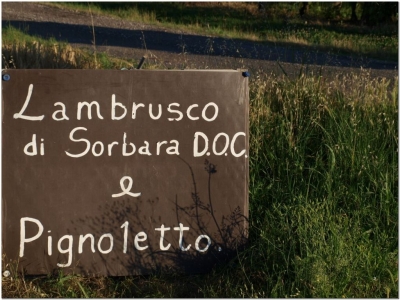 Lambrusco
di Sorbara D.O.C.
e
Pignoletto.